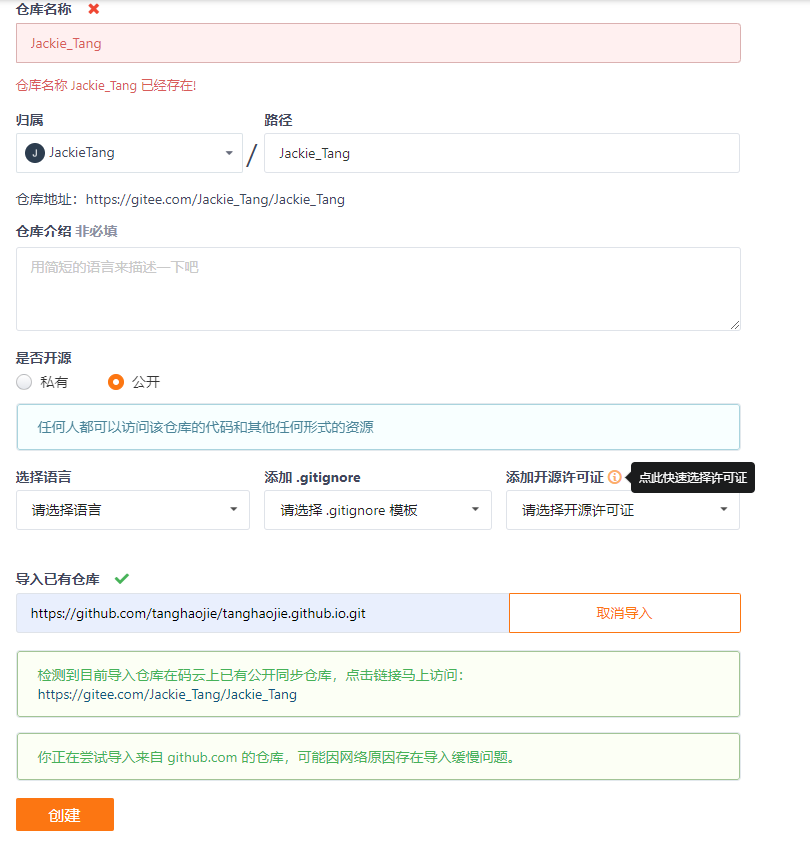 仓库名称
Jackie_Tang
仓库名称 Jackie_Tang 已经存在!
归属
路径
J JackieTang
/
Jackie_Tang
仓库地址：https://gitee.com/Jackie_Tang/Jackie_Tang
仓库介绍 非必填
用简短的语言来描述一下吧
是否开源
私有
公开
任何人都可以访问该仓库的代码和其他任何形式的资源
选择语言
添加 .gitignore
添加开源许可证
点此快速选择许可证
请选择语言
请选择 .gitignore 模板
请选择开源许可证
导入已有仓库
https://github.com/tanghaojie/tanghaojie.github.io.git
取消导入
检测到目前导入仓库在码云上已有公开同步仓库，点击链接马上访问：
https://gitee.com/Jackie_Tang/Jackie_Tang
你正在尝试导入来自 github.com 的仓库，可能因网络原因存在导入缓慢问题。
创建